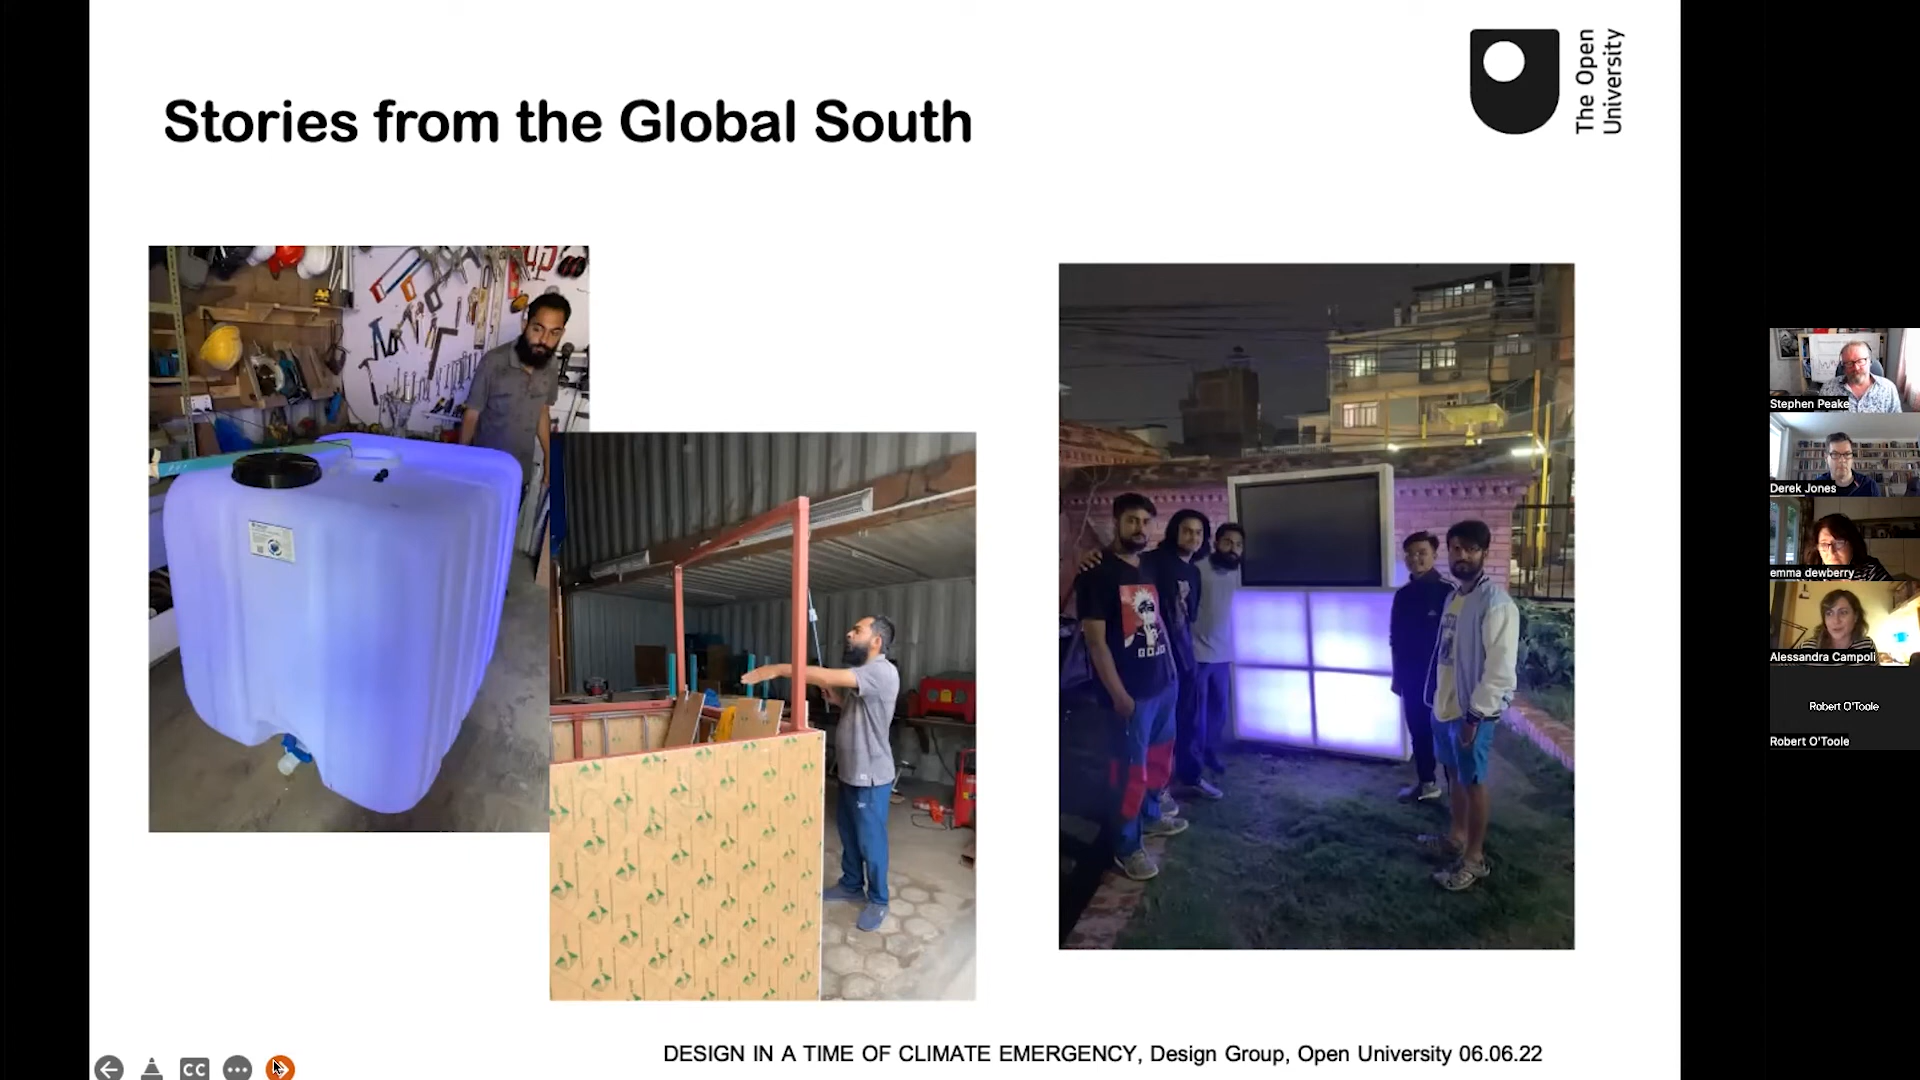 Stories from the Global South
The Open
University
DESIGN IN A TIME OF CLIMATE EMERGENCY, Design Group, Open University 06.06.22
CC
Stephen Peake
Derek Jones
emma dewberry
Alessandra Campoli
Robert O'Toole
Robert O'Toole